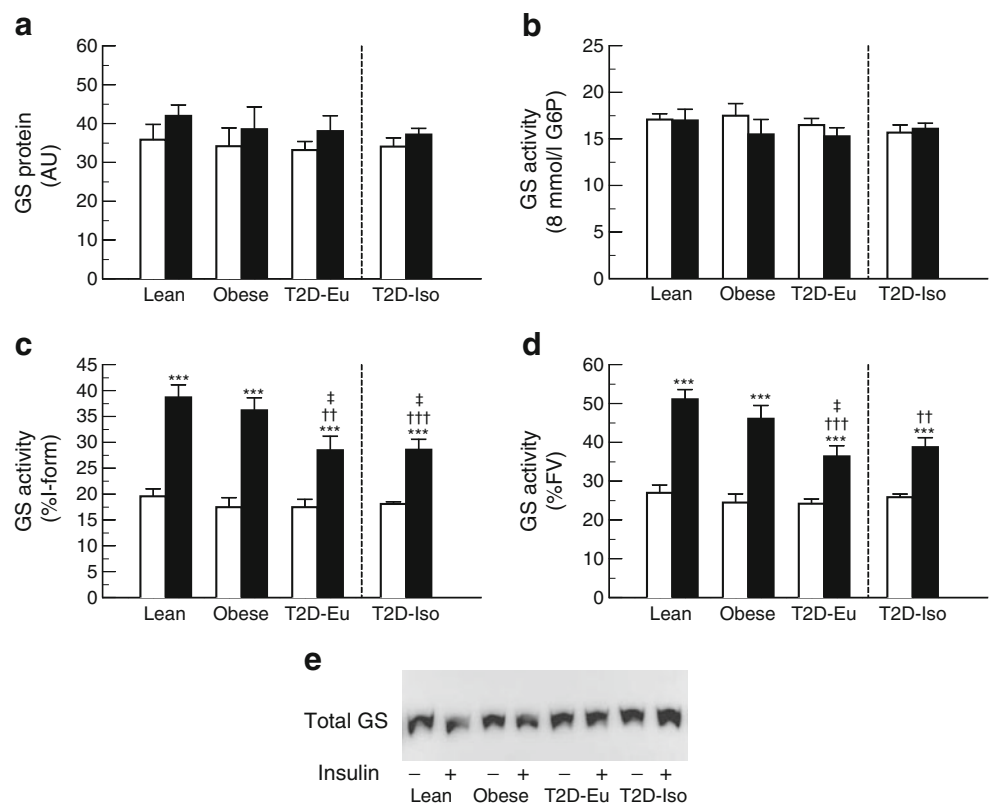 a
GS protein
(AU)
60
50
40
30
20
10
0
Lean Obese T2D-Eu T2D-Iso
b
GS activity
(8 mmol/l G6P)
25
20
15
10
5
0
Lean Obese T2D-Eu T2D-Iso
c
GS activity
(%I-form)
45
40
35
30
25
20
15
10
5
0
***
***
‡
††
***
‡
†††
***
Lean Obese T2D-Eu T2D-Iso
d
GS activity
(%FV)
60
50
40
30
20
10
0
***
***
‡
†††
***
††
***
Lean Obese T2D-Eu T2D-Iso
e
Total GS
Insulin – + – + – + – +
Lean Obese T2D-Eu T2D-Iso